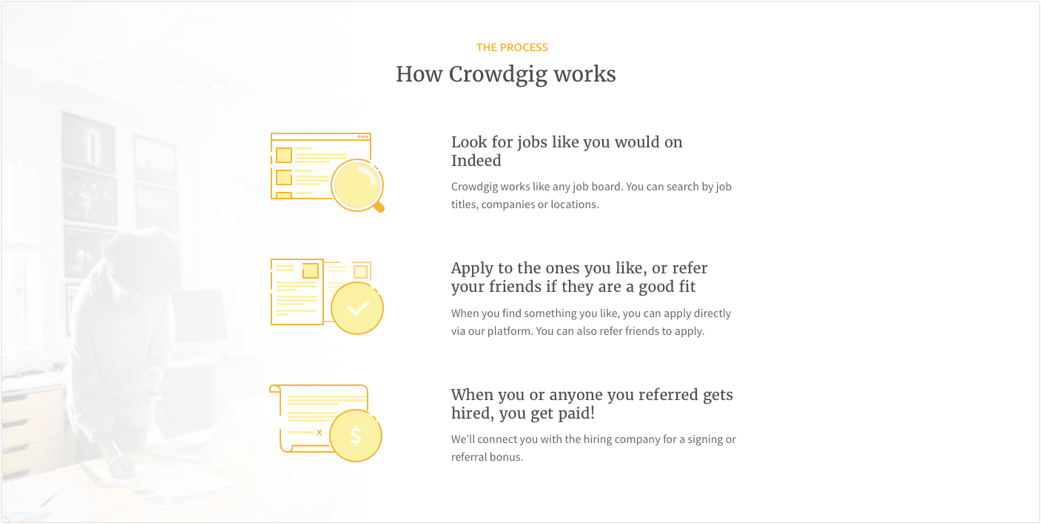 THE PROCESS
How Crowdgig works
Look for jobs like you would on
Indeed
Crowdgig works like any job board. You can search by job
titles, companies or locations.
Apply to the ones you like, or refer
your friends if they are a good fit
When you find something you like, you can apply directly
via our platform. You can also refer friends to apply.
x
$
When you or anyone you referred gets
hired, you get paid!
We'll connect you with the hiring company for a signing or
referral bonus.